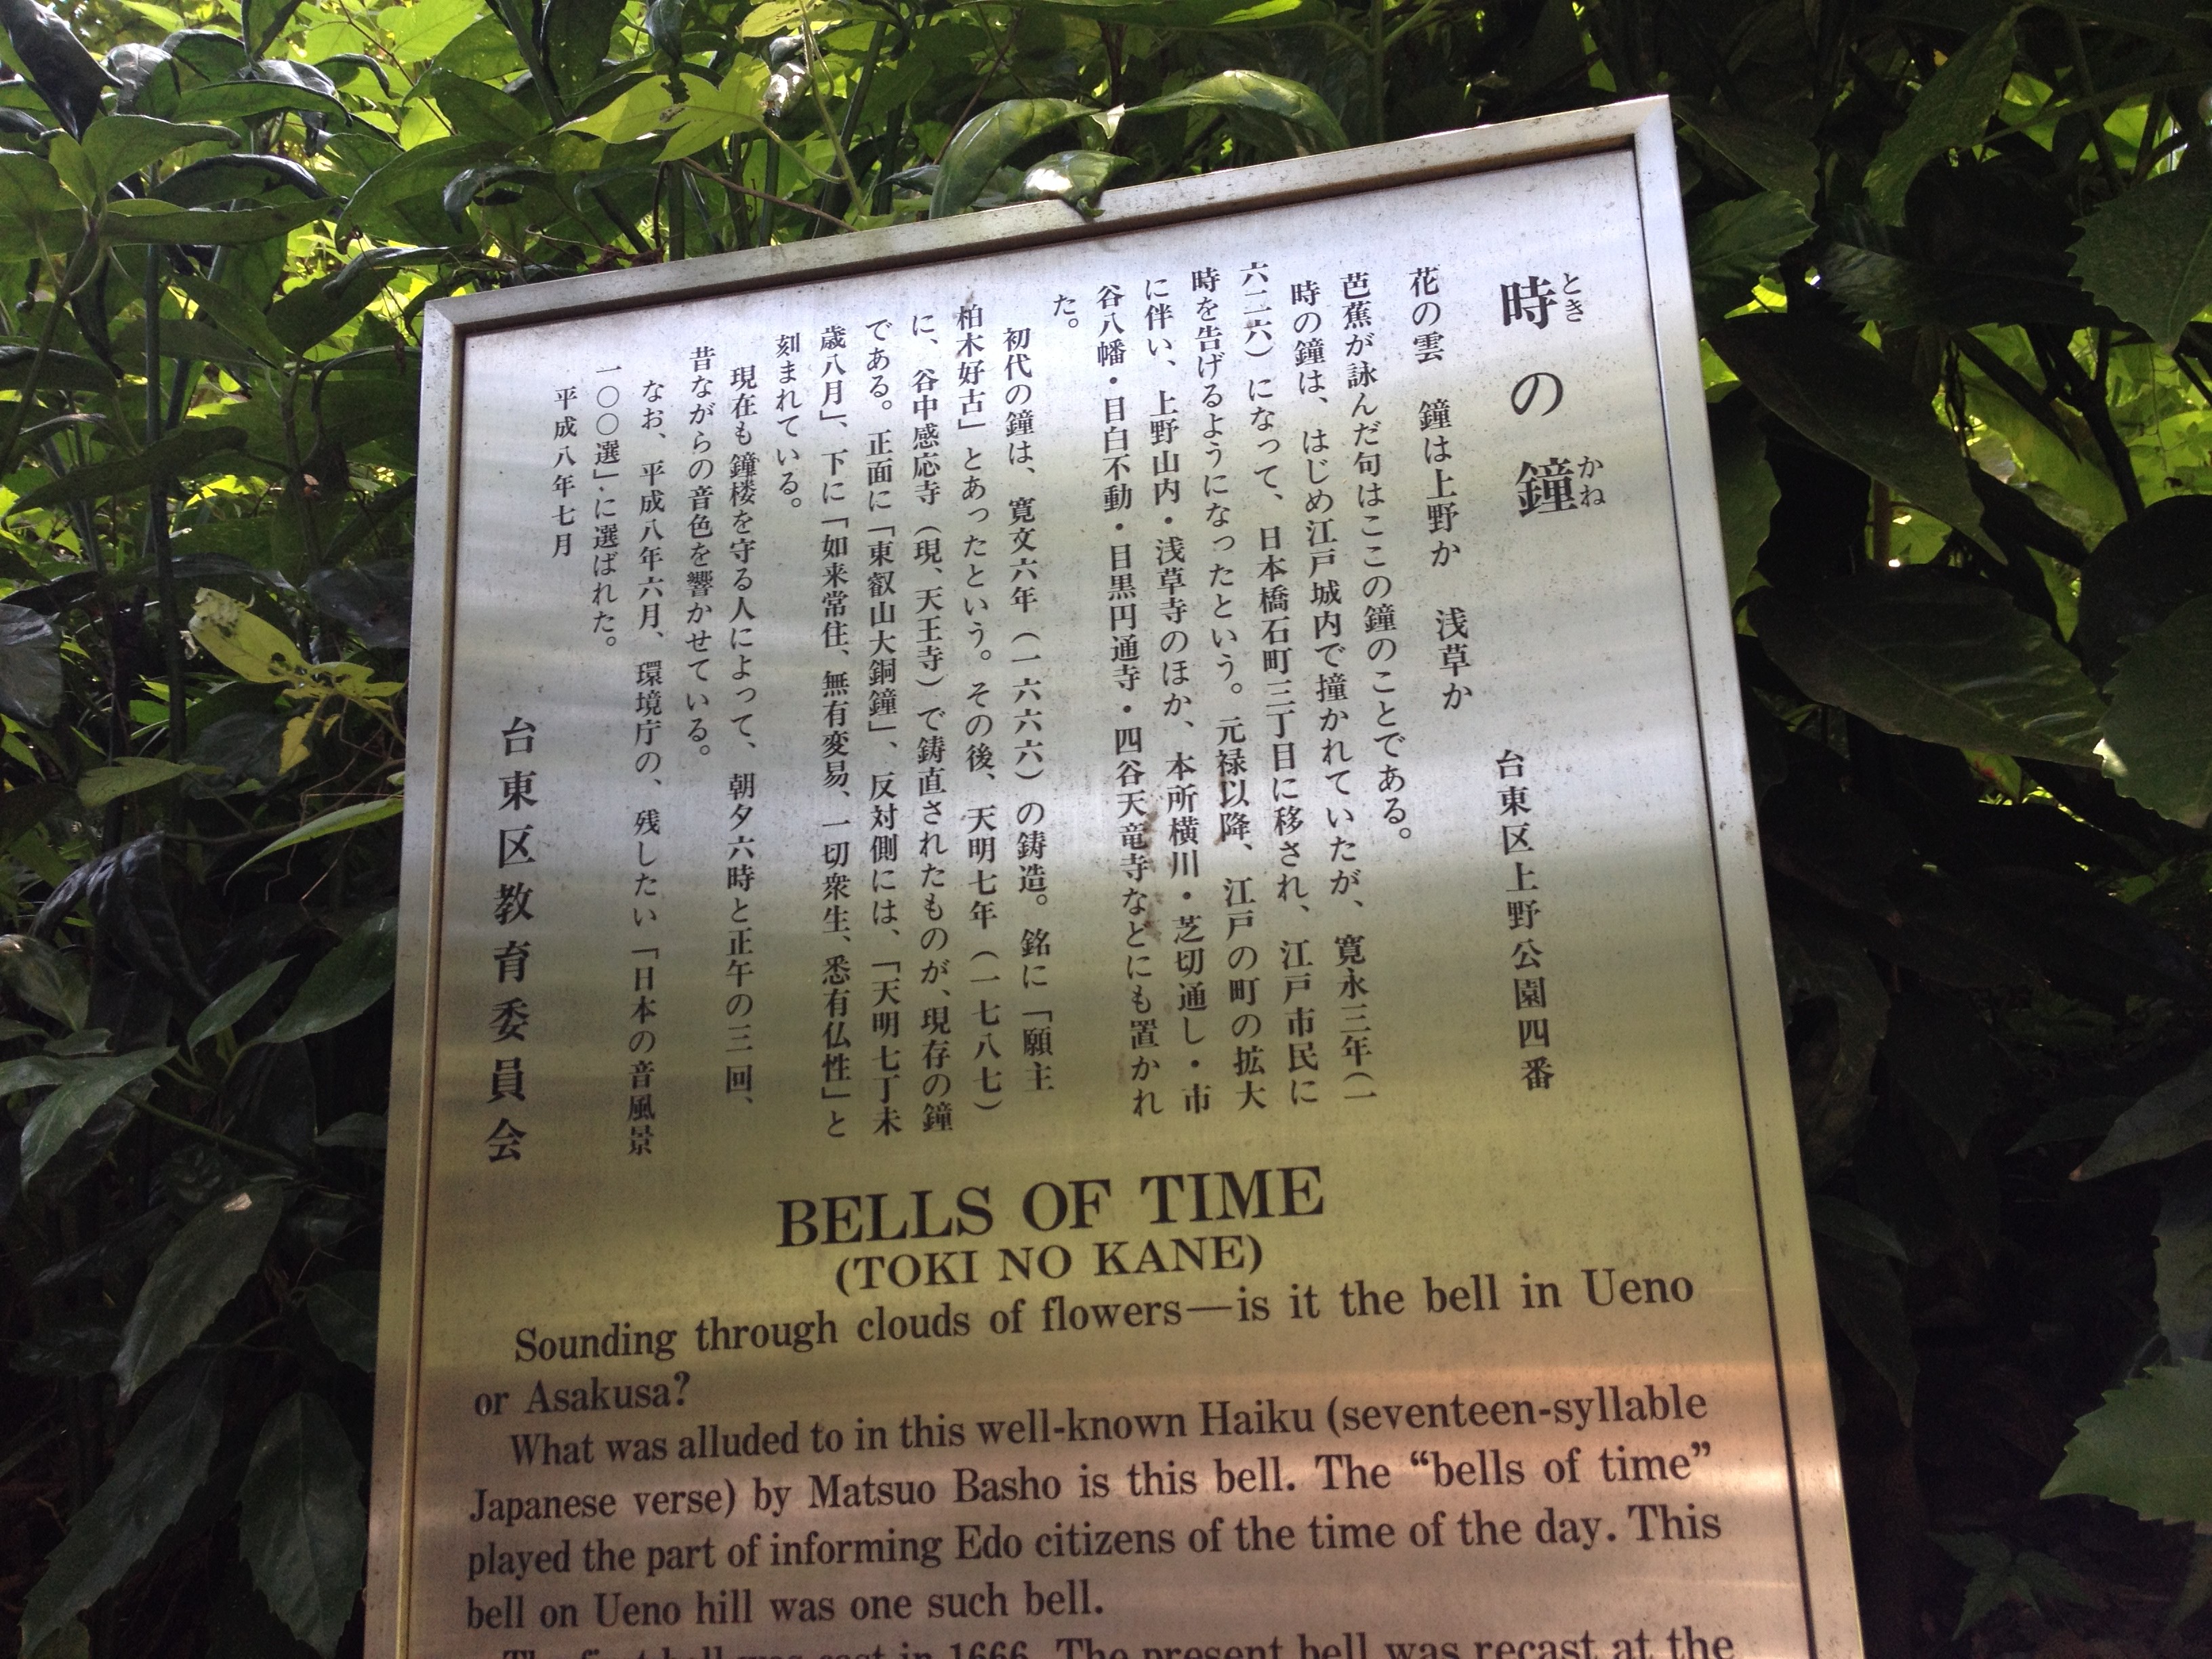 時の鐘
とき
かね
台東区上野公園四番
花の雲 鐘は上野か 浅草か
芭蕉が詠んだ句はここの鐘のことである。
時の鐘は、はじめ江戸城内で撞かれていたが、寛永三年(一
六二六)になって、日本橋石町三丁目に移され、江戸市民に
時を告げるようになったという。元禄以降、江戸の町の拡大
に伴い、上野山内・浅草寺のほか、本所横川・芝切通し・市
谷八幡・目白不動・目黒円通寺・四谷天竜寺などにも置かれ
た。
初代の鐘は、寛文六年(一六六六)の鋳造。銘に「願主
柏木好古」とあったという。その後、天明七年(一七八七)
に、谷中感応寺(現、天王寺)で鋳直されたものが、現存の鐘
である。正面に「東叡山大銅鐘」、反対側には、「天明七丁未
歳八月」、下に「如来常住、無有変易、一切衆生、悉有仏性」と
刻まれている。
現在も鐘楼を守る人によって、朝夕六時と正午の三回、
昔ながらの音色を響かせている。
なお、平成八年六月、環境庁の、残したい「日本の音風景
一〇〇選」に選ばれた。
平成八年七月
台東区教育委員会
BELLS OF TIME
(TOKI NO KANE)
Sounding through clouds of flowers—is it the bell in Ueno
or Asakusa?
What was alluded to in this well-known Haiku (seventeen-syllable
Japanese verse) by Matsuo Basho is this bell. The “bells of time”
played the part of informing Edo citizens of the time of the day. This
bell on Ueno hill was one such bell.
The first bell was cast in 1666. The present bell was recast at the